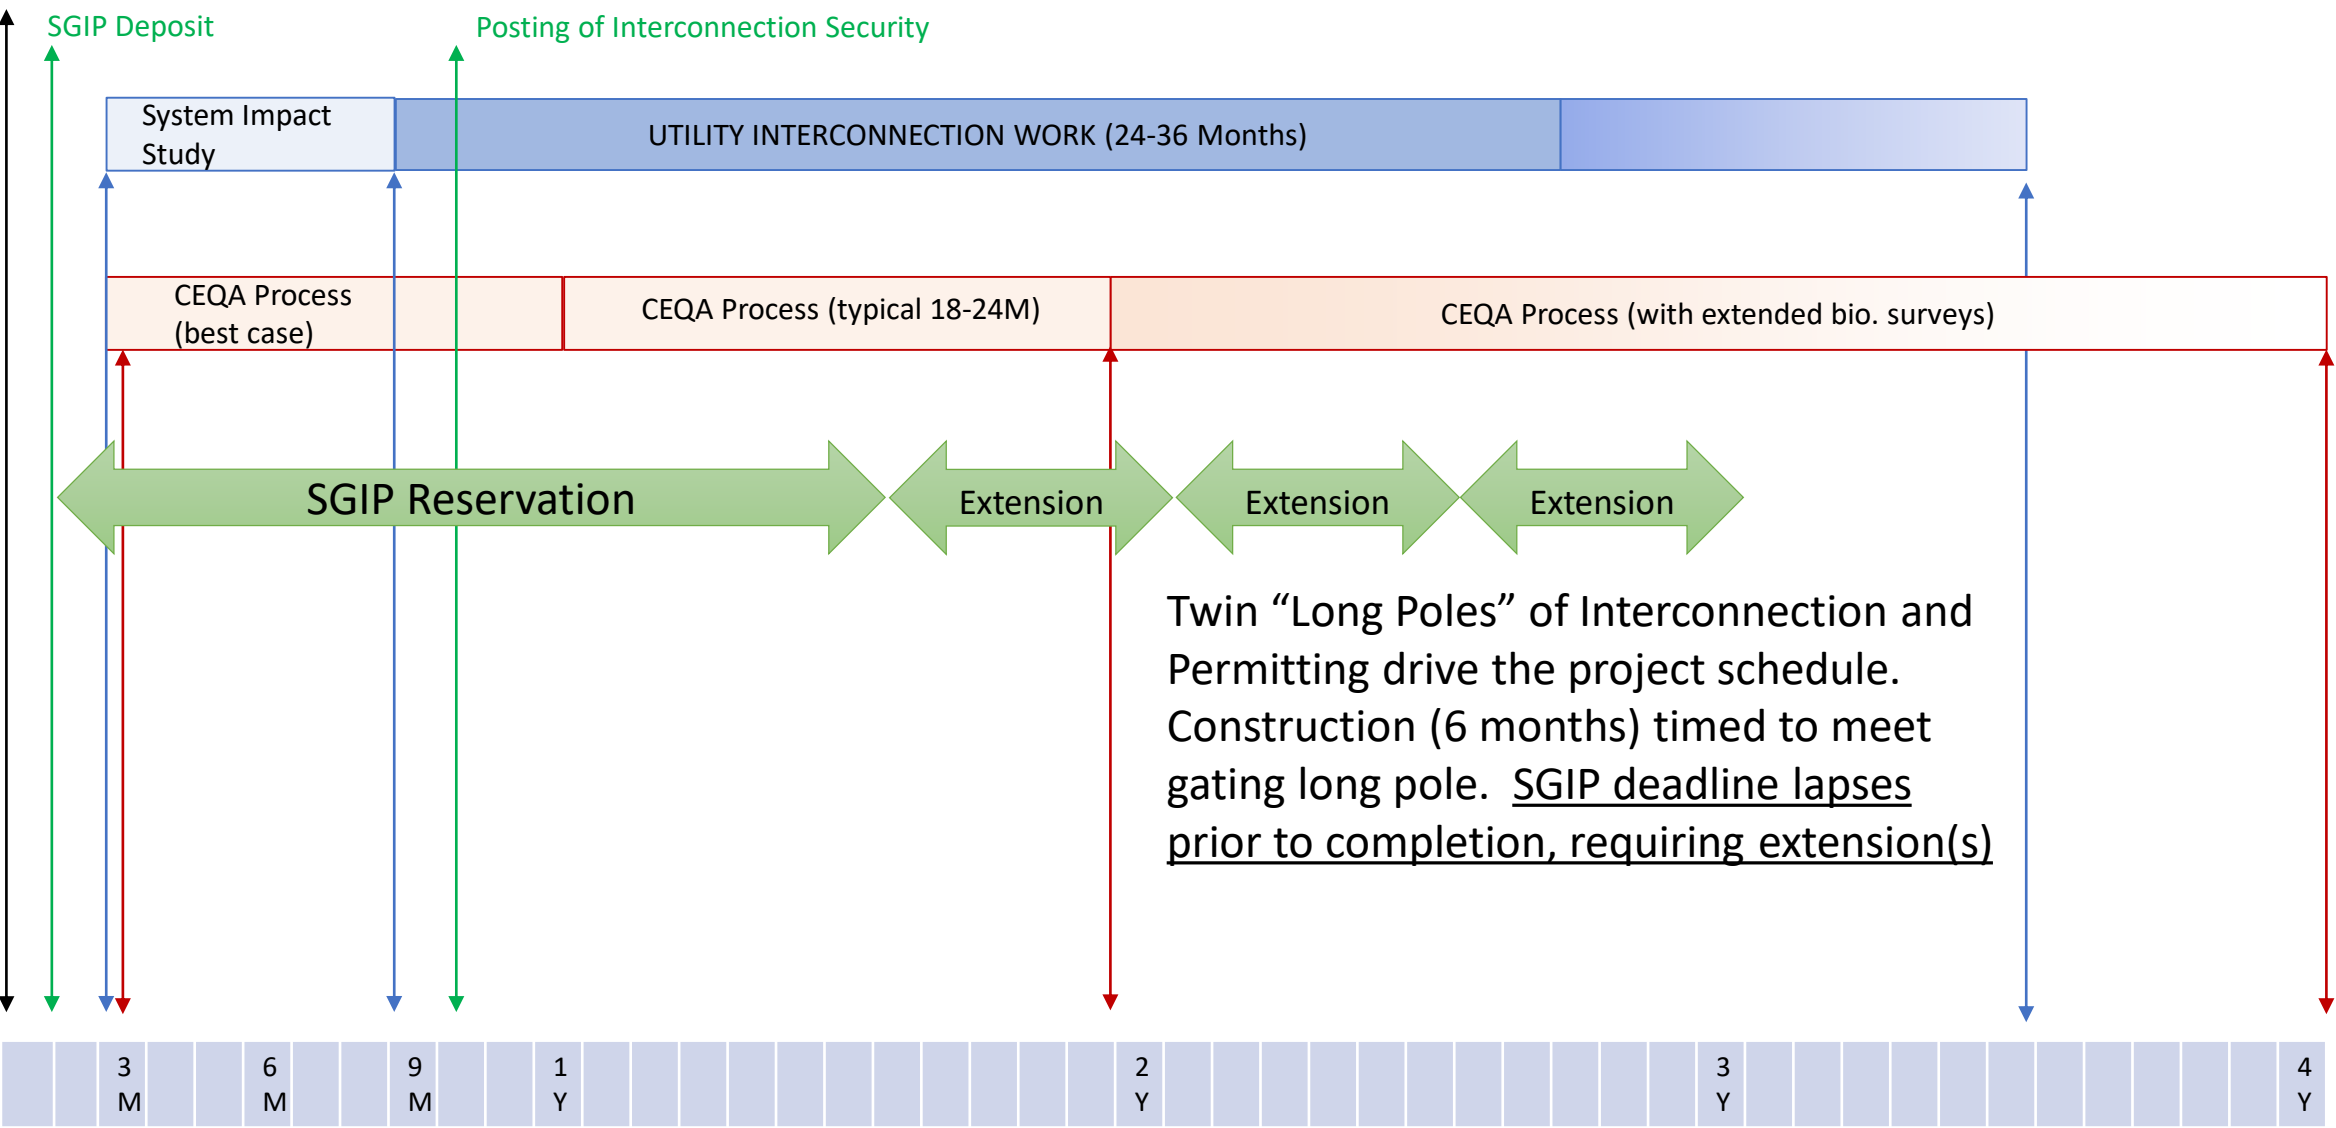 SGIP Deposit
Posting of Interconnection Security
System Impact
Study
UTILITY INTERCONNECTION WORK (24-36 Months)
CEQA Process
(best case)
CEQA Process (typical 18-24M)
CEQA Process (with extended bio. surveys)
SGIP Reservation
Extension
Extension
Extension
Twin “Long Poles” of Interconnection and
Permitting drive the project schedule.
Construction (6 months) timed to meet
gating long pole.  SGIP deadline lapses
prior to completion, requiring extension(s)
3
M
6
M
9
M
1
Y
2
Y
3
Y
4
Y